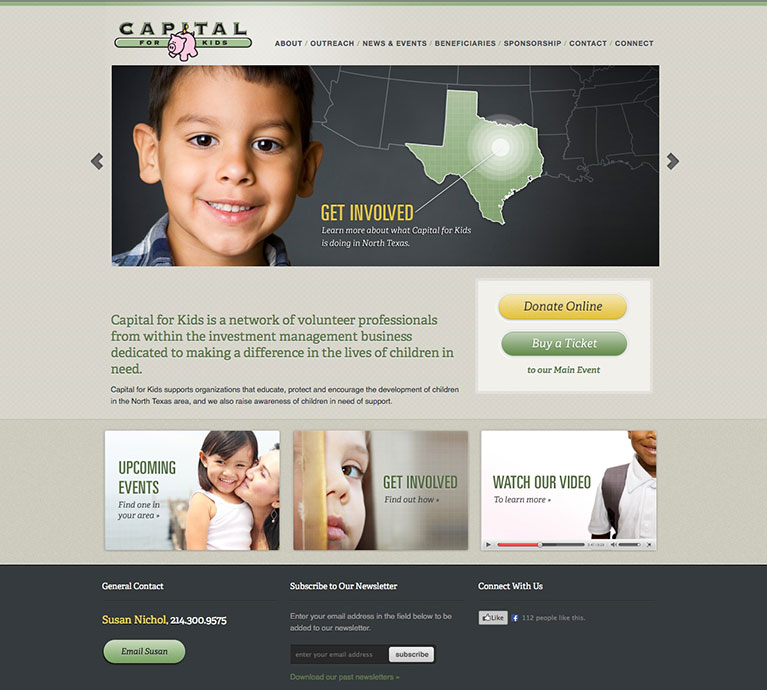 CAPITAL
FOR KIDS
ABOUT / OUTREACH / NEWS & EVENTS / BENEFICIARIES / SPONSORSHIP / CONTACT / CONNECT
GET INVOLVED
Learn more about what Capital for Kids
is doing in North Texas.
Capital for Kids is a network of volunteer professionals
from within the investment management business
dedicated to making a difference in the lives of children in
need.
Capital for Kids supports organizations that educate, protect and encourage the development of children
in the North Texas area, and we also raise awareness of children in need of support.
Donate Online
Buy a Ticket
to our Main Event
UPCOMING
EVENTS
Find one in
your area »
GET INVOLVED
Find out how »
WATCH OUR VIDEO
To learn more »
General Contact
Susan Nichol, 214.300.9575
Email Susan
Subscribe to Our Newsletter
Enter your email address in the field below to be
added to our newsletter.
enter your email address
subscribe
Download our past newsletters »
Connect With Us
Like
112 people like this.